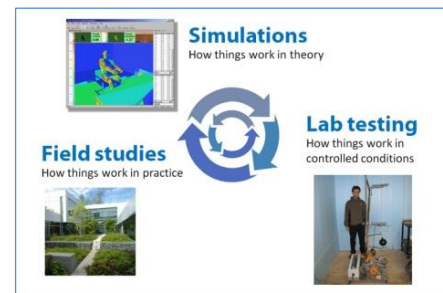 Simulations
How things work in theory
Lab testing
How things work in
controlled conditions
Field studies
How things work in practice